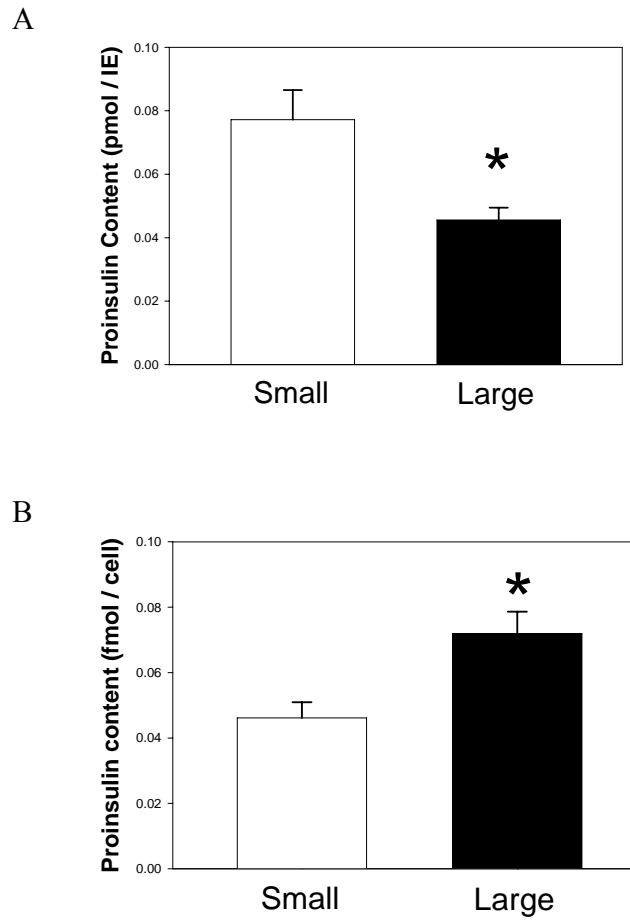 A
Proinsulin Content (pmol / IE)
0.10
0.08
0.06
0.04
0.02
0.00
*
Small Large
B
Proinsulin content (fmol / cell)
0.10
0.08
0.06
0.04
0.02
0.00
*
Small Large